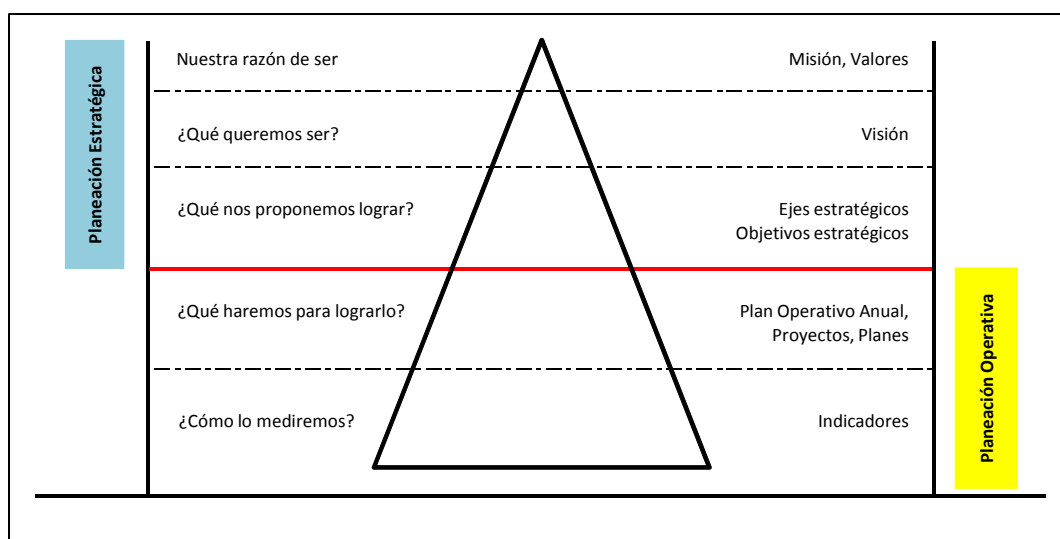 Planeación Estratégica
Nuestra razón de ser
Misión, Valores
¿Qué queremos ser?
Visión
¿Qué nos proponemos lograr?
Ejes estratégicos
Objetivos estratégicos
¿Qué haremos para lograrlo?
Plan Operativo Anual,
Proyectos, Planes
¿Cómo lo mediremos?
Indicadores
Planeación Operativa